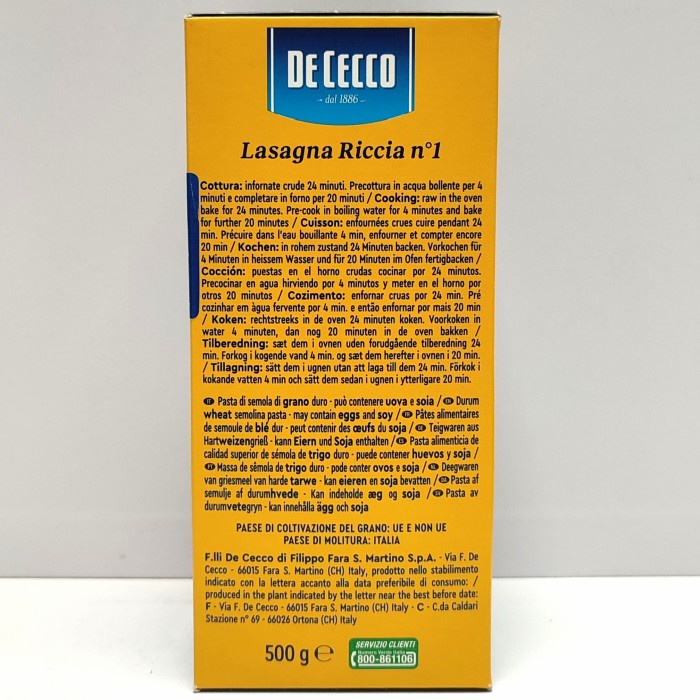 DE CECCO
dal 1886
Lasagna Riccia n°1
Cottura: infornate crude 24 minuti. Precottura in acqua bollente per 4
minuti e completare in forno per 20 minuti / Cooking: raw in the oven
bake for 24 minutes. Pre-cook in boiling water for 4 minutes and bake
for further 20 minutes / Cuisson: enfournées crues cuire pendant 24
min. Précuire dans l'eau bouillante 4 min, enfourner et compter encore
20 min / Kochen: in rohem zustand 24 Minuten backen. Vorkochen für
4 Minuten in heissem Wasser und für 20 Minuten im Ofen fertigbacken /
Cocción: puestas en el horno crudas cocinar por 24 minutos.
Precocinar en agua hirviendo por 4 minutos y meter en el horno por
otros 20 minutos / Cozimento: enfornar cruas por 24 min. Pré
cozinhar em àgua fervente por 4 min. e então enfornar por mais 20 min
/ Koken: rechtstreeks in de oven 24 minuten koken. Voorkoken in
water 4 minuten, dan nog 20 minuten in de oven bakken /
Tilberedning: sæt dem i ovnen uden forudgående tilberedning 24
min. Forkog i kogende vand 4 min. og sæt dem herefter i ovnen i 20 min.
/ Tillagning: sätt dem i ugnen utan att laga till dem 24 min. Förkok i
kokande vatten 4 min och sätt dem sedan i ugnen i ytterligare 20 min.
IT Pasta di semola di grano duro - può contenere uova e soia / Durum
wheat semolina pasta - may contain eggs and soy / Pâtes alimentaires
de semoule de blé dur - peut contenir des œufs du soja / Teigwaren aus
Hartweizengrieß - kann Eiern und Soja enthalten / Pasta alimenticia de
calidad superior de sémola de trigo duro - puede contener huevos y soja /
Massa de sêmola de trigo duro - pode conter ovos e soja / Deegwaren
van griesmeel van harde tarwe - kan eieren en soja bevatten / Pasta af
semulje af durumhvede - Kan indeholde æg og soja / Pasta av
durumvetegryn - kan innehålla ägg och soja
PAESE DI COLTIVAZIONE DEL GRANO: UE E NON UE
PAESE DI MOLITURA: ITALIA
F.lli De Cecco di Filippo Fara S. Martino S.p.A. - Via F. De
Cecco - 66015 Fara S. Martino (CH) Italy, prodotto nello stabilimento
indicato con la lettera accanto alla data preferibile di consumo: /
produced in the plant indicated by the letter near the best before date:
F - Via F. De Cecco - 66015 Fara S. Martino (CH) Italy - C - C.da Caldari
Stazione n° 69 - 66026 Ortona (CH) Italy
500 g ℮
SERVIZIO CLIENTI
Numero Verde Italia
800-861106